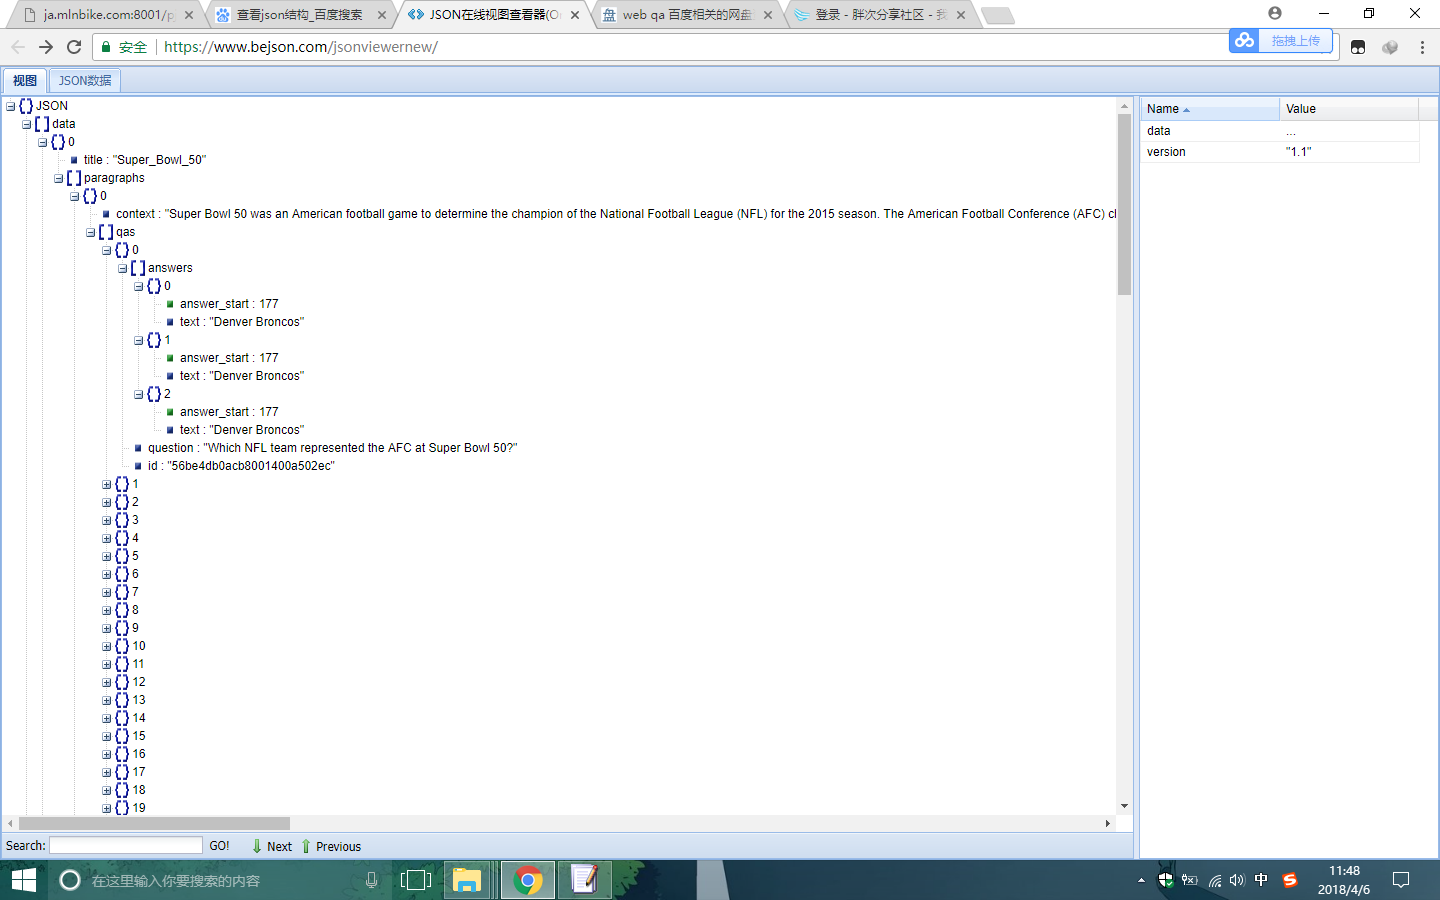 ja.mlnbike.com:8001/p
查看json结构_百度搜索
JSON在线视图查看器(Or
web qa 百度相关的网盘
登录 - 胖次分享社区 - 我
安全 https://www.bejson.com/jsonviewernew/
拖拽上传
视图 JSON数据
JSON
data
0
title : "Super_Bowl_50"
paragraphs
0
context : "Super Bowl 50 was an American football game to determine the champion of the National Football League (NFL) for the 2015 season. The American Football Conference (AFC) cl
qas
0
answers
0
answer_start : 177
text : "Denver Broncos"
1
answer_start : 177
text : "Denver Broncos"
2
answer_start : 177
text : "Denver Broncos"
question : "Which NFL team represented the AFC at Super Bowl 50?"
id : "56be4db0acb8001400a502ec"
1
2
3
4
5
6
7
8
9
10
11
12
13
14
15
16
17
18
19
Name Value
data ...
version "1.1"
Search: GO! Next Previous
在这里输入你要搜索的内容
中
11:48
2018/4/6